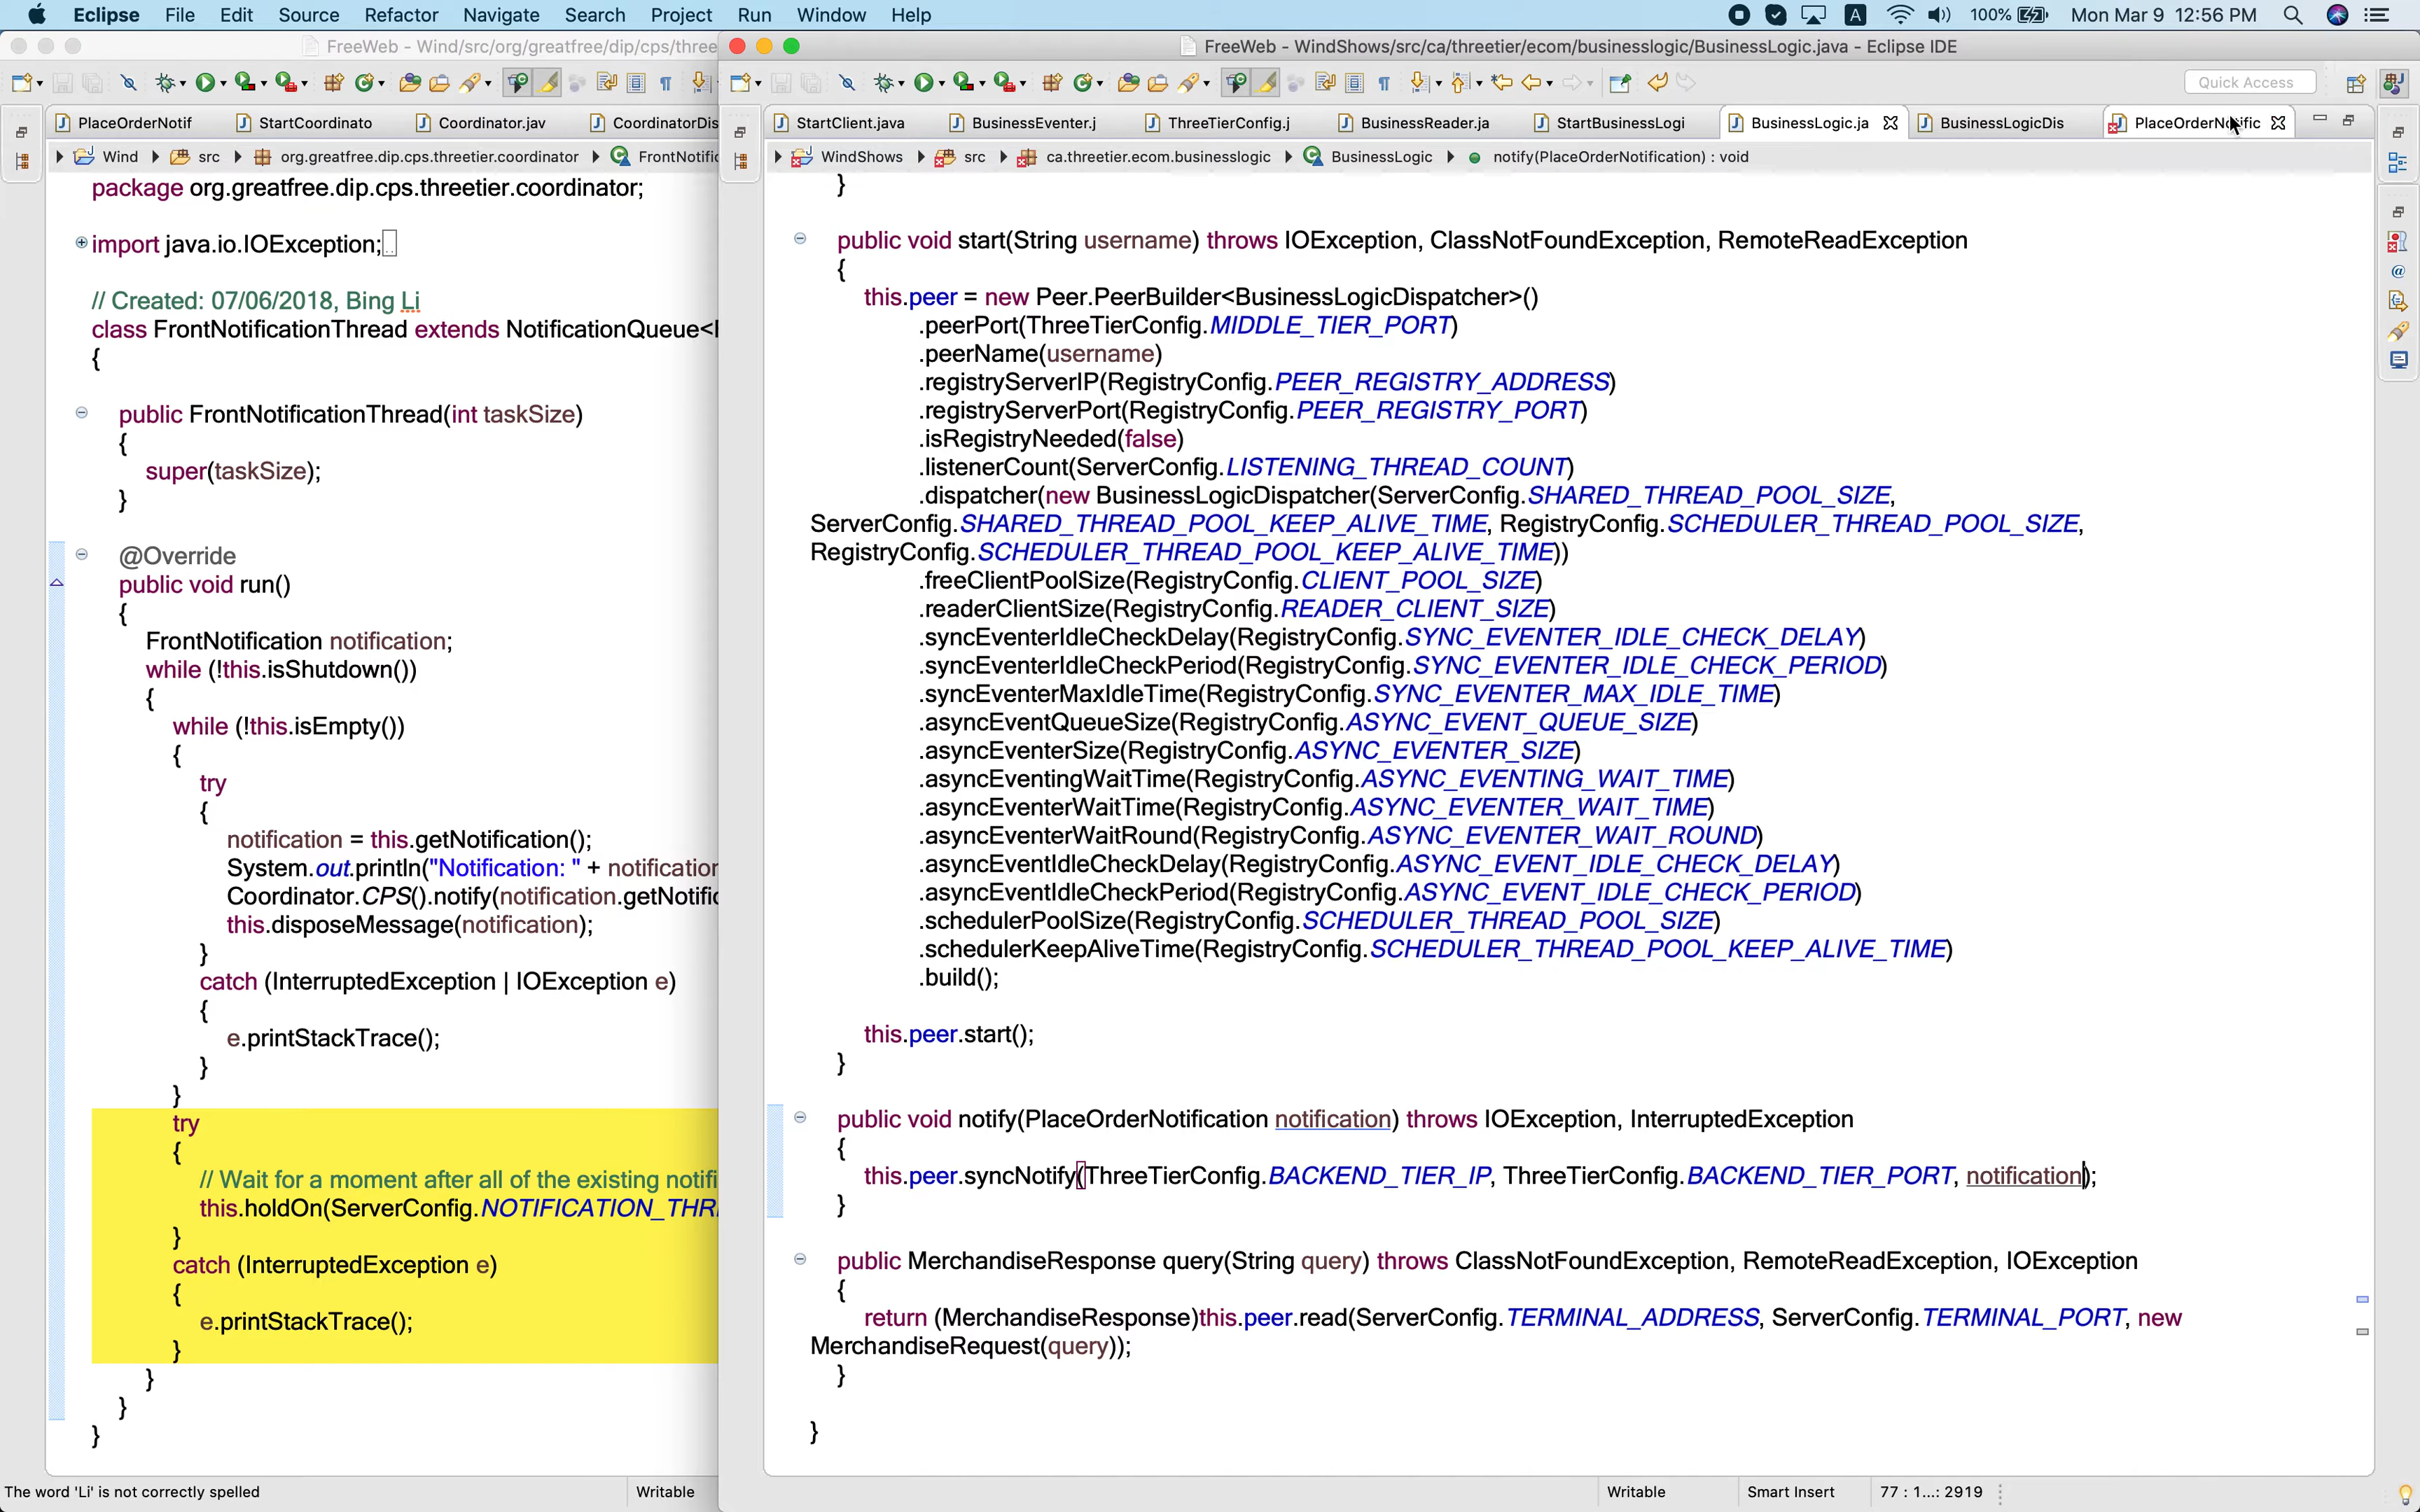 Eclipse File Edit Source Refactor Navigate Search Project Run Window Help
A 100% Mon Mar 9 12:56 PM
FreeWeb - Wind/src/org/greatfree/dip/cps/three
PlaceOrderNotif StartCoordinato Coordinator.jav CoordinatorDis
Wind src org.greatfree.dip.cps.threetier.coordinator FrontNotific
package org.greatfree.dip.cps.threetier.coordinator;
import java.io.IOException;
// Created: 07/06/2018, Bing Li
class FrontNotificationThread extends NotificationQueue<
{
public FrontNotificationThread(int taskSize)
{
super(taskSize);
}
@Override
public void run()
{
FrontNotification notification;
while (!this.isShutdown())
{
while (!this.isEmpty())
{
try
{
notification = this.getNotification();
System.out.println("Notification: " + notification
Coordinator.CPS().notify(notification.getNotific
this.disposeMessage(notification);
}
catch (InterruptedException | IOException e)
{
e.printStackTrace();
}
}
try
{
// Wait for a moment after all of the existing notifi
this.holdOn(ServerConfig.NOTIFICATION_THR
}
catch (InterruptedException e)
{
e.printStackTrace();
}
}
}
}
The word 'Li' is not correctly spelled Writable
FreeWeb - WindShows/src/ca/threetier/ecom/businesslogic/BusinessLogic.java - Eclipse IDE
Quick Access
StartClient.java BusinessEventer.j ThreeTierConfig.j BusinessReader.ja StartBusinessLogi BusinessLogic.ja BusinessLogicDis PlaceOrderNotific
WindShows src ca.threetier.ecom.businesslogic BusinessLogic notify(PlaceOrderNotification) : void
}
public void start(String username) throws IOException, ClassNotFoundException, RemoteReadException
{
this.peer = new Peer.PeerBuilder<BusinessLogicDispatcher>()
.peerPort(ThreeTierConfig.MIDDLE_TIER_PORT)
.peerName(username)
.registryServerIP(RegistryConfig.PEER_REGISTRY_ADDRESS)
.registryServerPort(RegistryConfig.PEER_REGISTRY_PORT)
.isRegistryNeeded(false)
.listenerCount(ServerConfig.LISTENING_THREAD_COUNT)
.dispatcher(new BusinessLogicDispatcher(ServerConfig.SHARED_THREAD_POOL_SIZE,
ServerConfig.SHARED_THREAD_POOL_KEEP_ALIVE_TIME, RegistryConfig.SCHEDULER_THREAD_POOL_SIZE,
RegistryConfig.SCHEDULER_THREAD_POOL_KEEP_ALIVE_TIME))
.freeClientPoolSize(RegistryConfig.CLIENT_POOL_SIZE)
.readerClientSize(RegistryConfig.READER_CLIENT_SIZE)
.syncEventerIdleCheckDelay(RegistryConfig.SYNC_EVENTER_IDLE_CHECK_DELAY)
.syncEventerIdleCheckPeriod(RegistryConfig.SYNC_EVENTER_IDLE_CHECK_PERIOD)
.syncEventerMaxIdleTime(RegistryConfig.SYNC_EVENTER_MAX_IDLE_TIME)
.asyncEventQueueSize(RegistryConfig.ASYNC_EVENT_QUEUE_SIZE)
.asyncEventerSize(RegistryConfig.ASYNC_EVENTER_SIZE)
.asyncEventingWaitTime(RegistryConfig.ASYNC_EVENTING_WAIT_TIME)
.asyncEventerWaitTime(RegistryConfig.ASYNC_EVENTER_WAIT_TIME)
.asyncEventerWaitRound(RegistryConfig.ASYNC_EVENTER_WAIT_ROUND)
.asyncEventIdleCheckDelay(RegistryConfig.ASYNC_EVENT_IDLE_CHECK_DELAY)
.asyncEventIdleCheckPeriod(RegistryConfig.ASYNC_EVENT_IDLE_CHECK_PERIOD)
.schedulerPoolSize(RegistryConfig.SCHEDULER_THREAD_POOL_SIZE)
.schedulerKeepAliveTime(RegistryConfig.SCHEDULER_THREAD_POOL_KEEP_ALIVE_TIME)
.build();
this.peer.start();
}
public void notify(PlaceOrderNotification notification) throws IOException, InterruptedException
{
this.peer.syncNotify(ThreeTierConfig.BACKEND_TIER_IP, ThreeTierConfig.BACKEND_TIER_PORT, notification);
}
public MerchandiseResponse query(String query) throws ClassNotFoundException, RemoteReadException, IOException
{
return (MerchandiseResponse)this.peer.read(ServerConfig.TERMINAL_ADDRESS, ServerConfig.TERMINAL_PORT, new
MerchandiseRequest(query));
}
}
Writable Smart Insert 77 : 1...: 2919